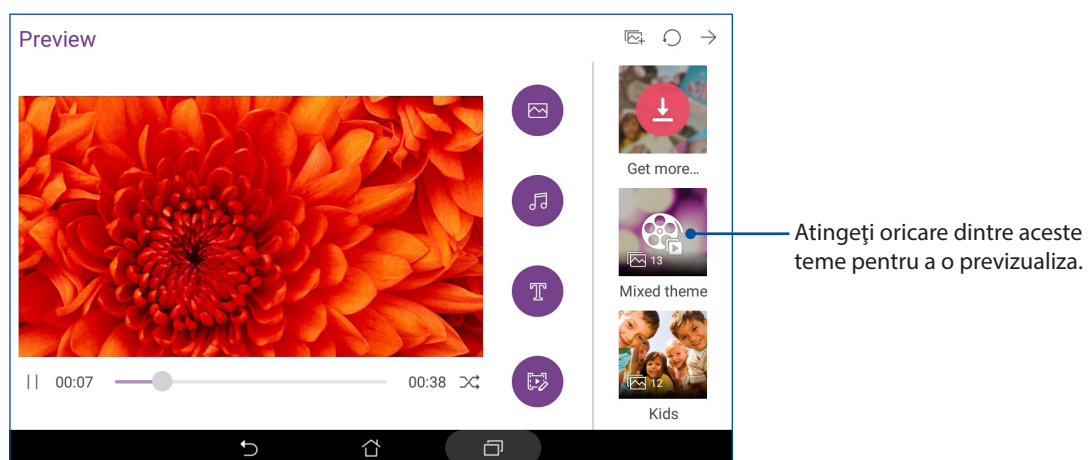 Preview
Get more...
13
Mixed theme
12
Kids
00:07
00:38
Atingeţi oricare dintre aceste
teme pentru a o previzualiza.